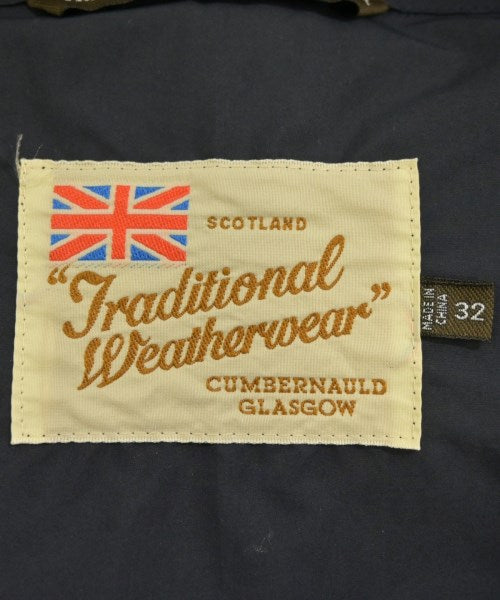 SCOTLAND
"Traditional
Weatherwear"
CUMBERNAULD
GLASGOW
MADE IN
CHINA
32